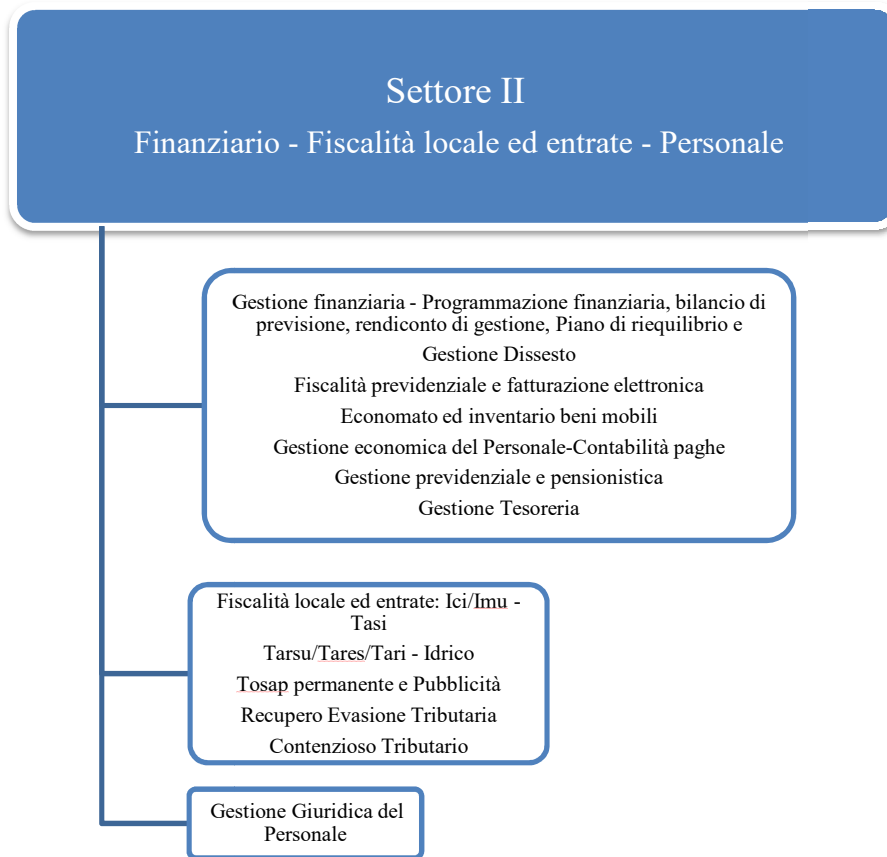 Settore II
Finanziario - Fiscalità locale ed entrate - Personale
Gestione finanziaria - Programmazione finanziaria, bilancio di
previsione, rendiconto di gestione, Piano di riequilibrio e
Gestione Dissesto
Fiscalità previdenziale e fatturazione elettronica
Economato ed inventario beni mobili
Gestione economica del Personale-Contabilità paghe
Gestione previdenziale e pensionistica
Gestione Tesoreria
Fiscalità locale ed entrate: Ici/Imu -
Tasi
Tarsu/Tares/Tari - Idrico
Tosap permanente e Pubblicità
Recupero Evasione Tributaria
Contenzioso Tributario
Gestione Giuridica del
Personale